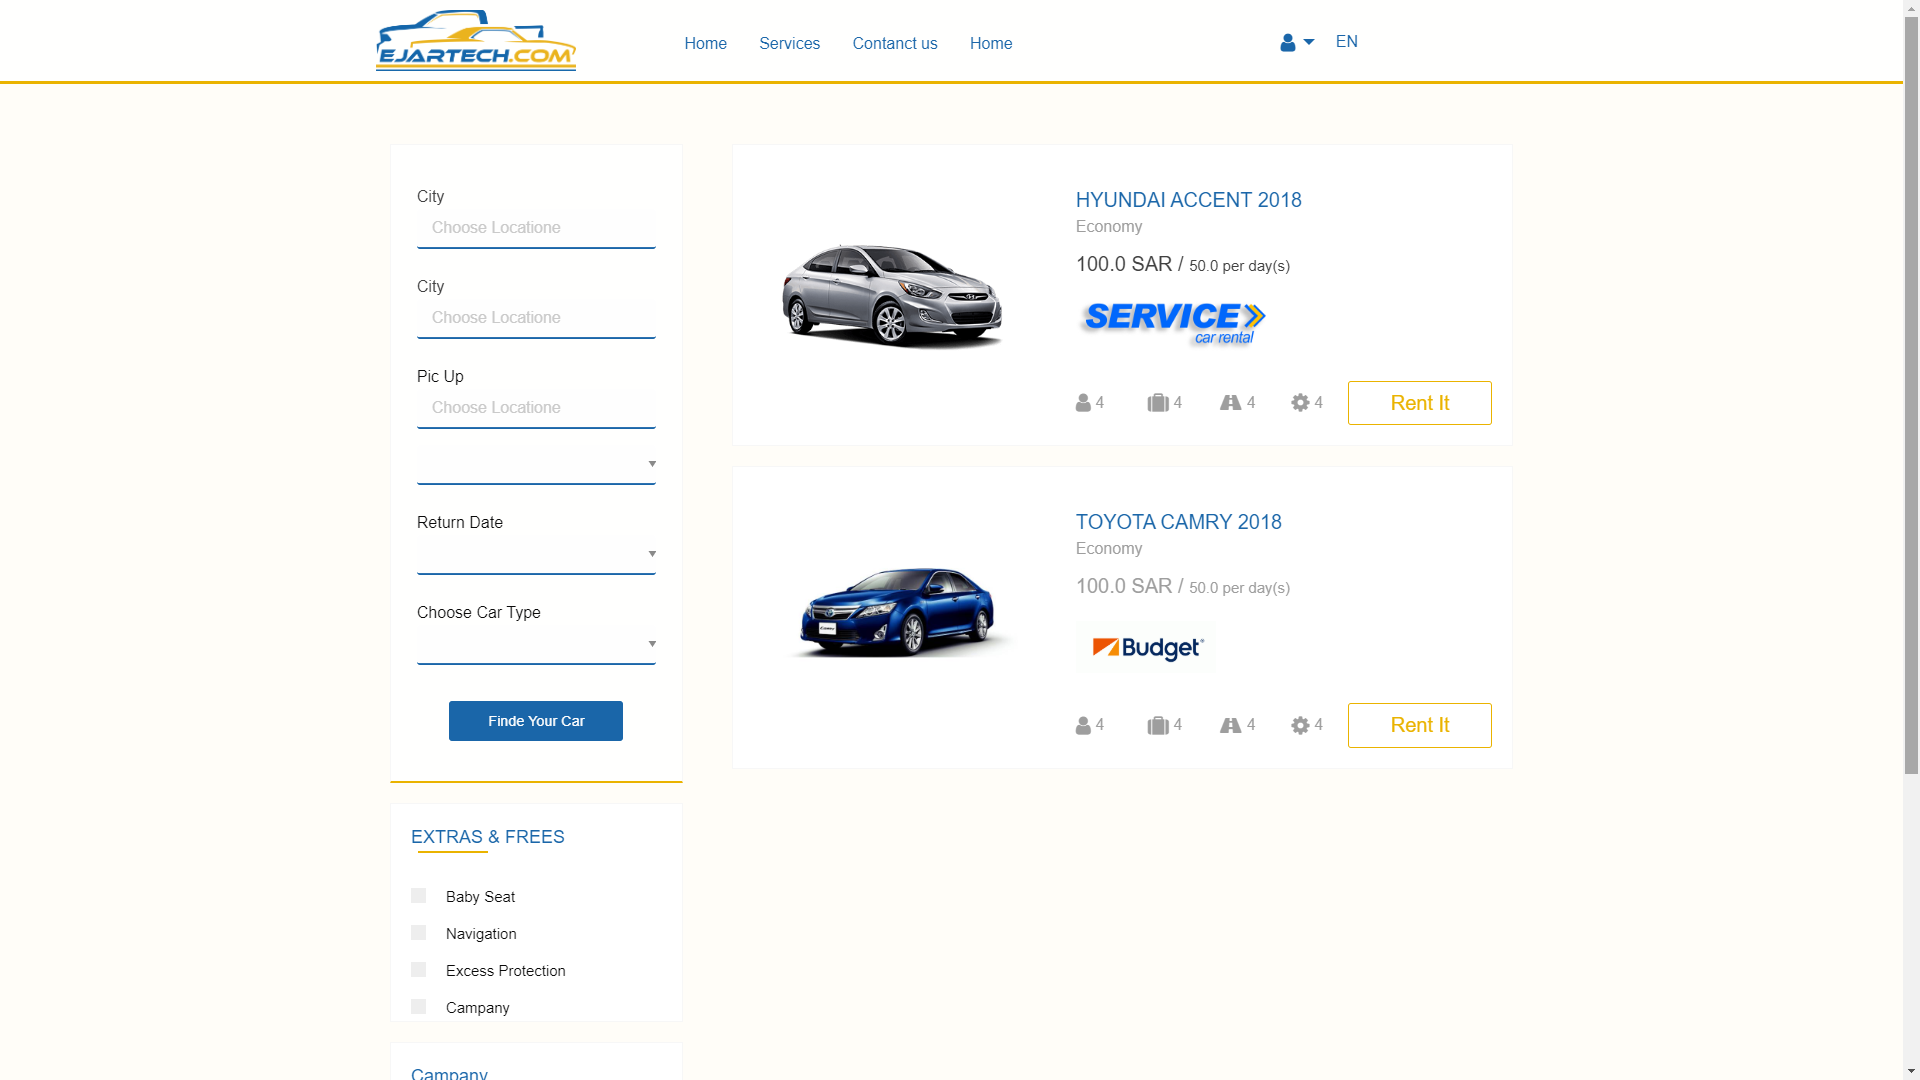 EJARTECH.COM
Home Services Contanct us Home
EN
City
Choose Locatione
City
Choose Locatione
Pic Up
Choose Locatione
Return Date
Choose Car Type
Finde Your Car
EXTRAS & FREES
Baby Seat
Navigation
Excess Protection
Campany
Campany
HYUNDAI ACCENT 2018
Economy
100.0 SAR / 50.0 per day(s)
SERVICE
car rental
4 4 4 4 Rent It
TOYOTA CAMRY 2018
Economy
100.0 SAR / 50.0 per day(s)
Budget
4 4 4 4 Rent It